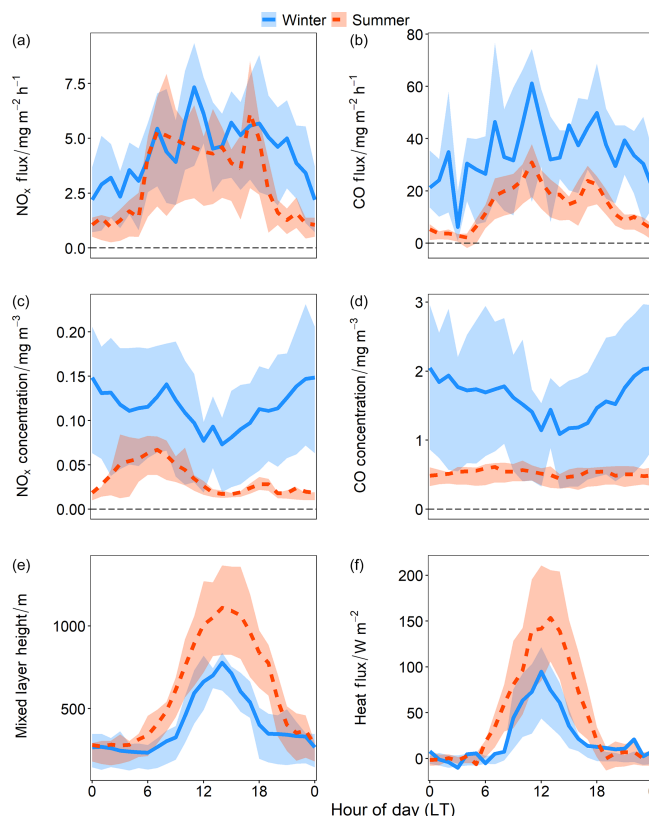 Winter Summer
(a) (b)
NOx flux/mg m−2 h−1
7.5
5.0
2.5
0.0
CO flux/mg m−2 h−1
80
60
40
20
0
(c) (d)
NOx concentration/mg m−3
0.20
0.15
0.10
0.05
0.00
CO concentration/mg m−3
3
2
1
0
(e) (f)
Mixed layer height/m
1000
500
0 6 12 18 0
Heat flux/W m−2
200
150
100
50
0
0 6 12 18
Hour of day (LT)